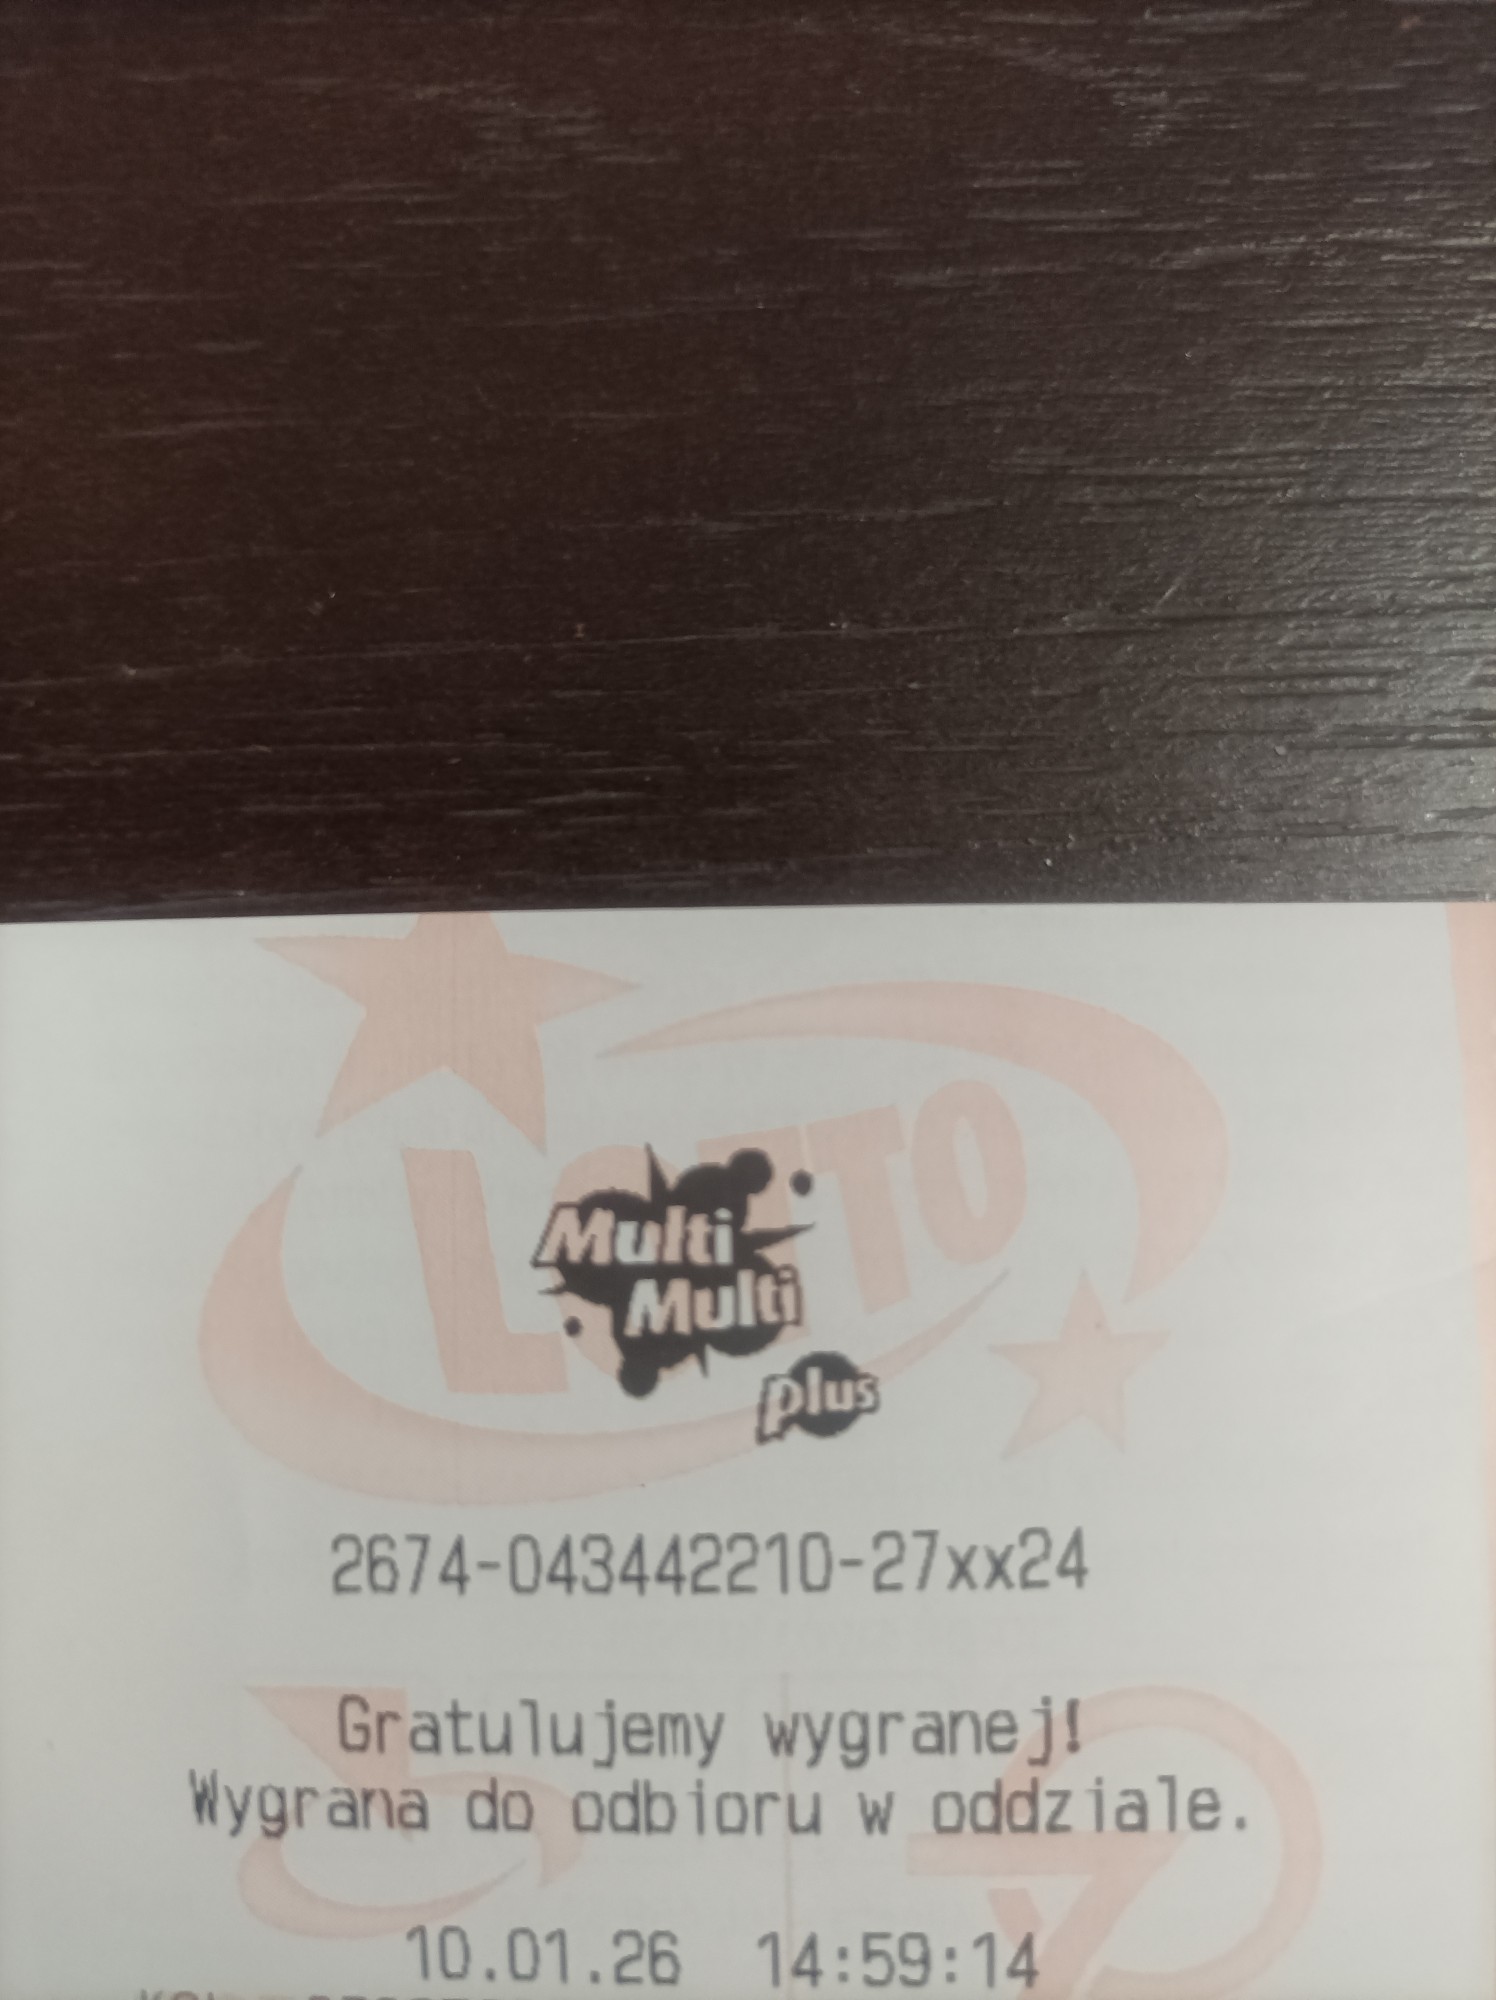 LOTTO
Multi
Multi
plus
2674-043442210-27xx24
Gratulujemy wygranej!
Wygrana do odbioru w oddziale.
10.01.26 14:59:14